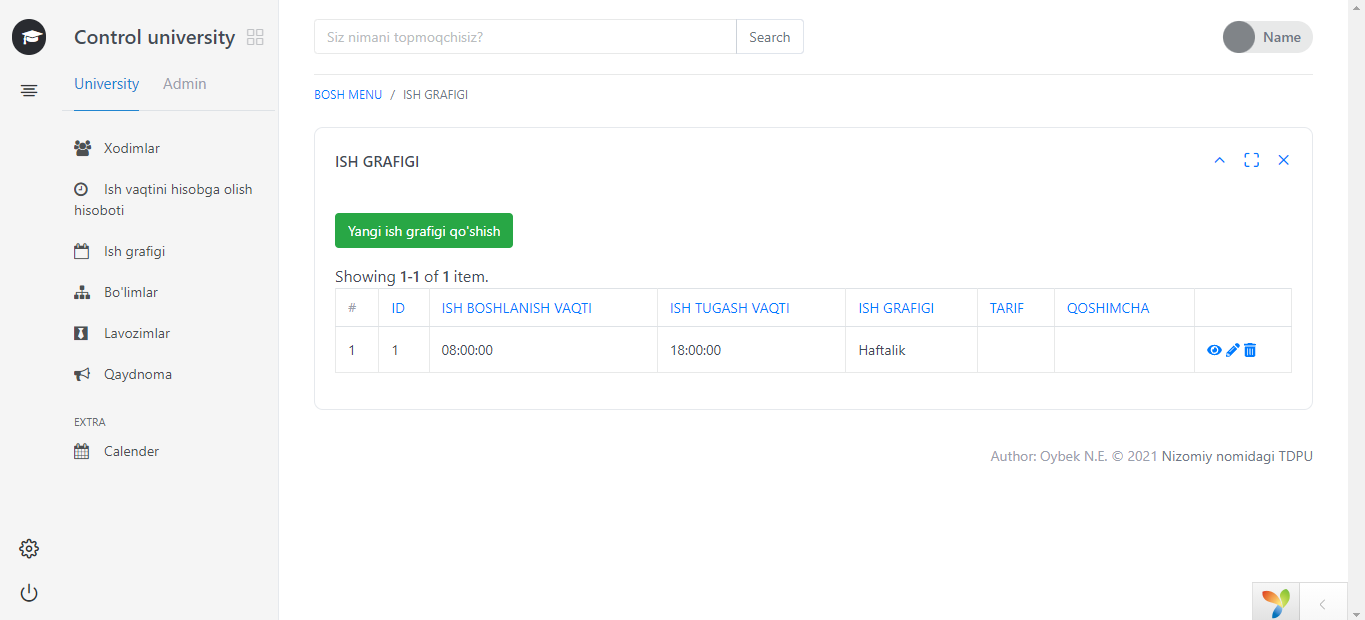 Control university
University Admin
Xodimlar
Ish vaqtini hisobga olish
hisoboti
Ish grafigi
Bo'limlar
Lavozimlar
Qaydnoma
EXTRA
Calender
Siz nimani topmoqchisiz? Search
Name
BOSH MENU / ISH GRAFIGI
ISH GRAFIGI
Yangi ish grafigi qo'shish
Showing 1-1 of 1 item.
# ID ISH BOSHLANISH VAQTI ISH TUGASH VAQTI ISH GRAFIGI TARIF QOSHIMCHA
1 1 08:00:00 18:00:00 Haftalik
Author: Oybek N.E. © 2021 Nizomiy nomidagi TDPU